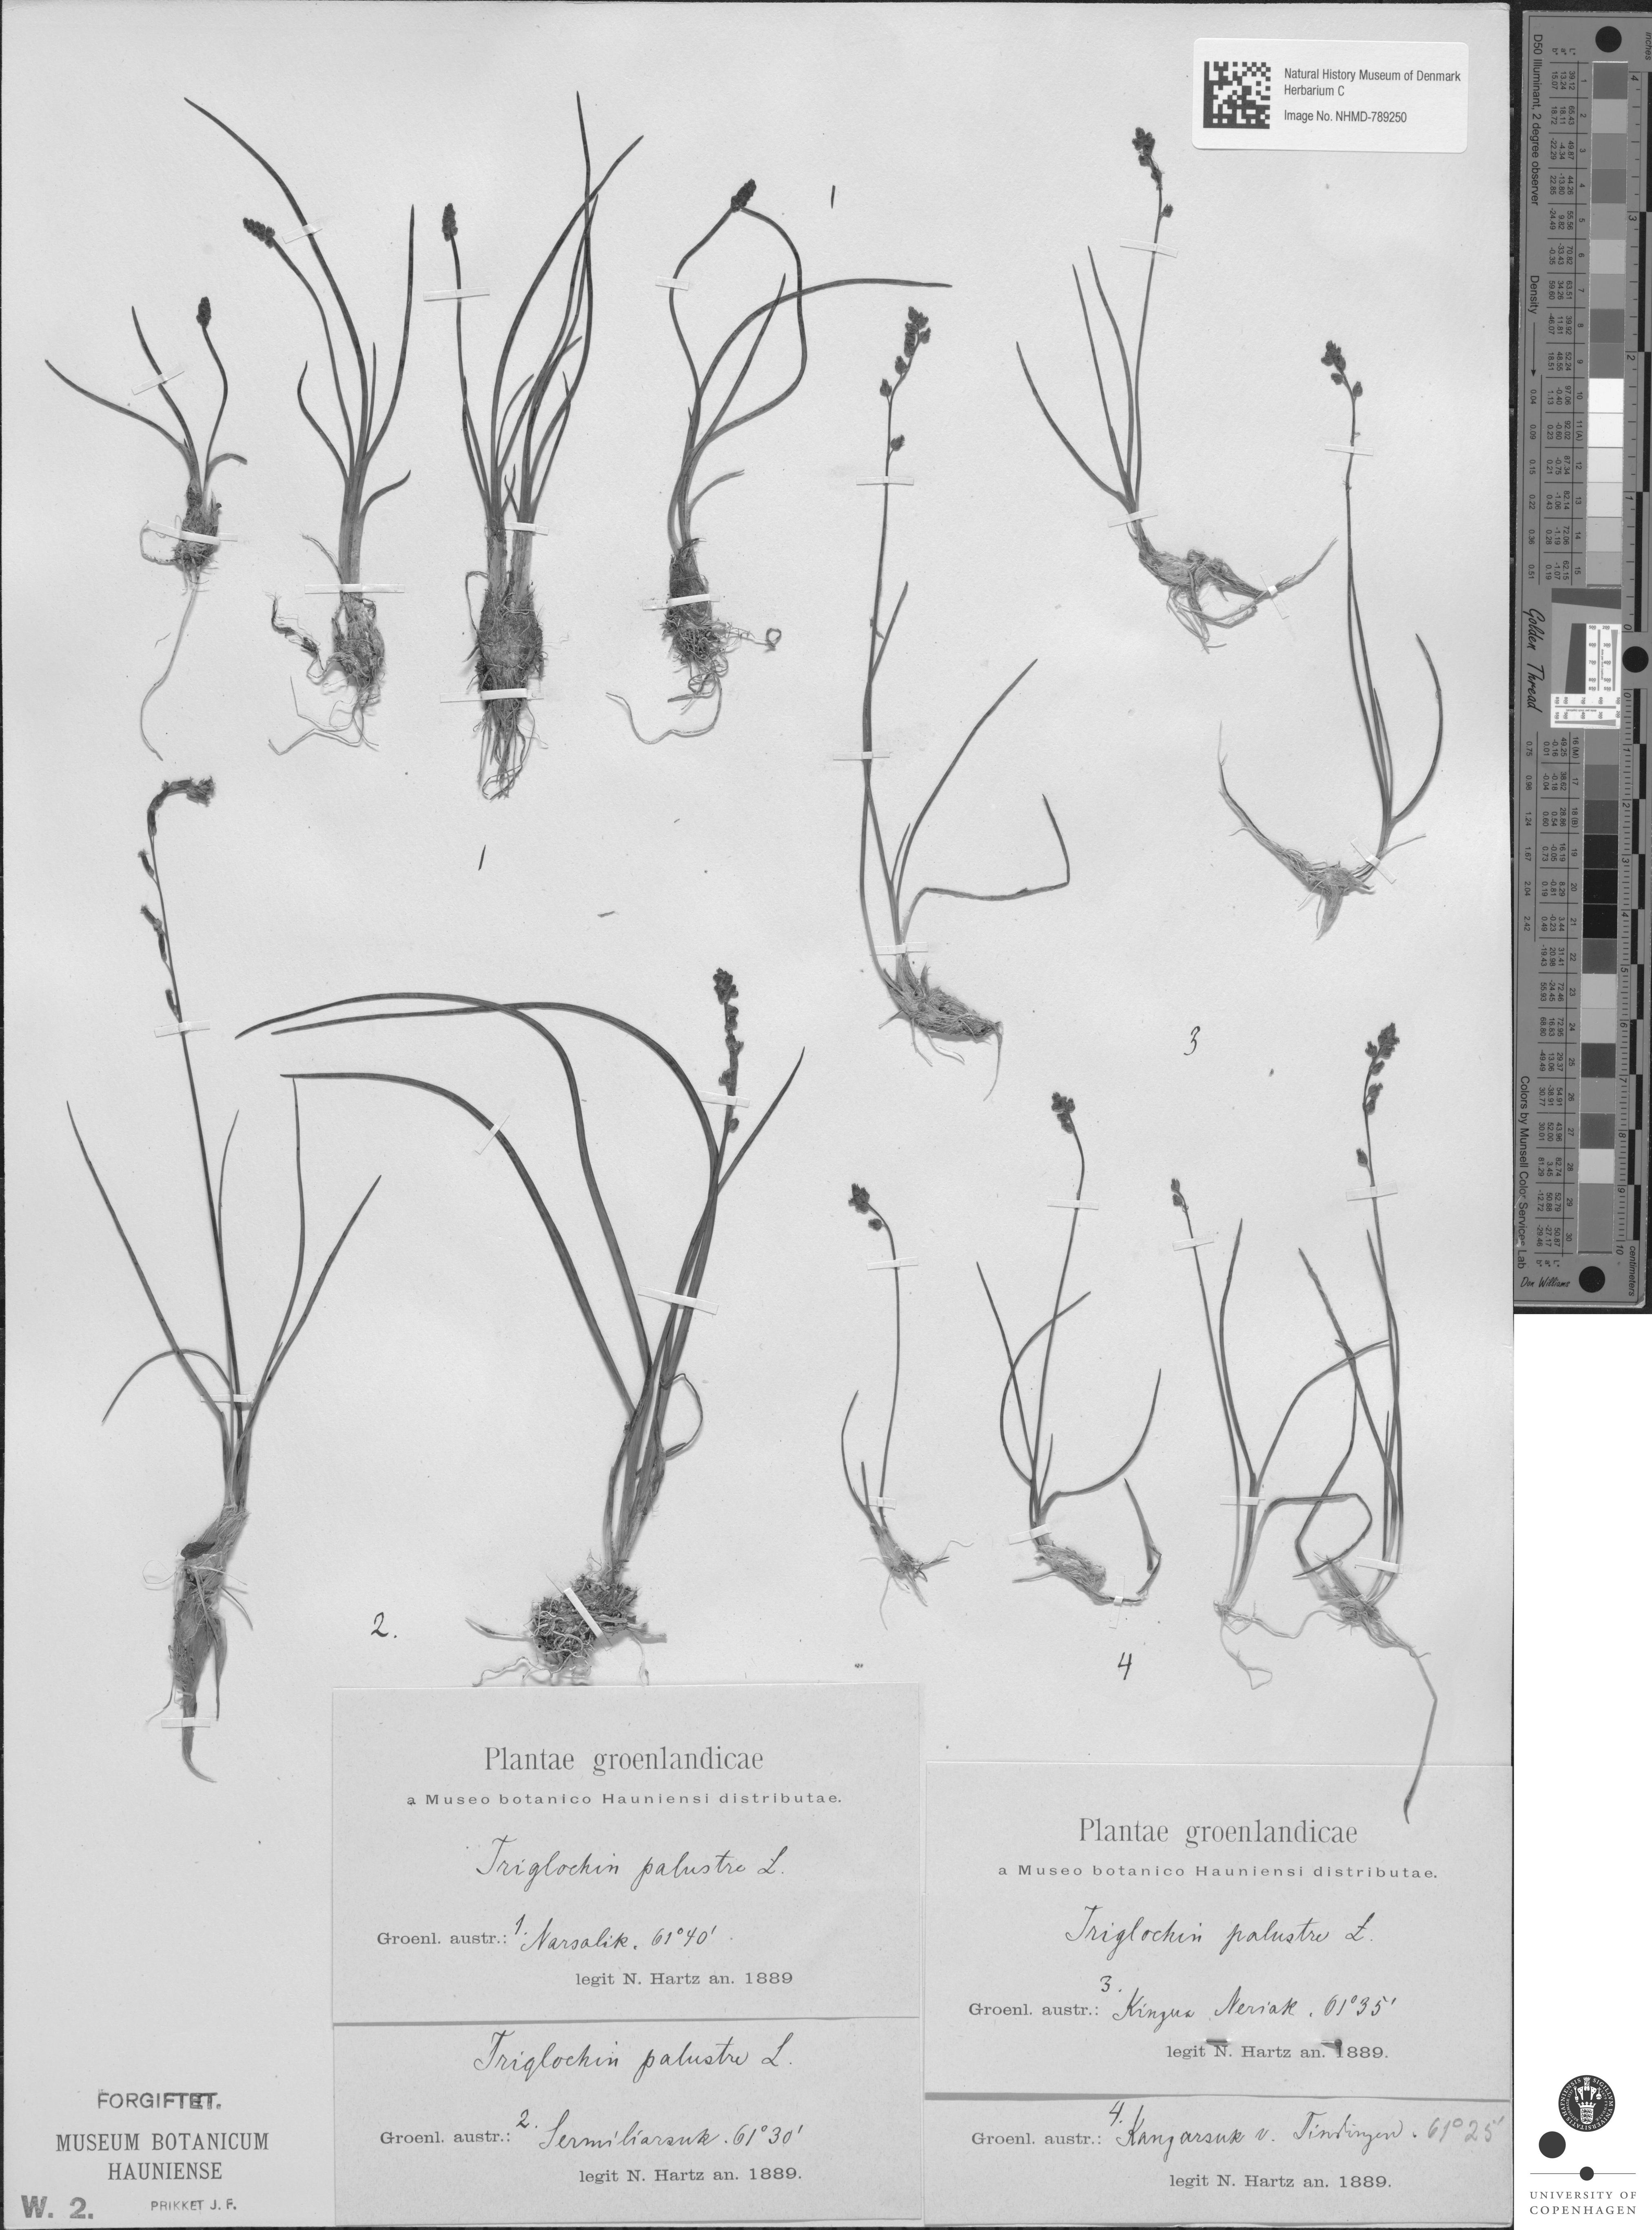 Natural History Museum of Denmark
Herbarium C
Image No. NHMD-789250
1
1
3
2.
4
Plantae groenlandicae
a Museo botanico Hauniensi distributae.
Triglochin palustre L.
Groenl. austr.: 1. Narsalik. 61°40'.
legit N. Hartz an. 1889
Triglochin palustre L.
Groenl. austr.: 2. Sermiliarsuk. 61°30'
legit N. Hartz an. 1889.
Plantae groenlandicae
a Museo botanico Hauniensi distributae.
Triglochin palustre L.
3.
Groenl. austr.: Kingua Neriak. 61°35'
legit N. Hartz an. 1889.
4.
Groenl. austr.: Kangarsuk v. Tindingen. 61°25'
legit N. Hartz an. 1889.
FORGIFTET.
MUSEUM BOTANICUM
HAUNIENSE
W. 2.
PRIKKET J. F.
D50 Illuminant, 2 degree observer
Density
Golden Thread
Colors by Munsell Color Services Lab
Don Williams
inches
centimeters
UNIVERSITY OF
COPENHAGEN